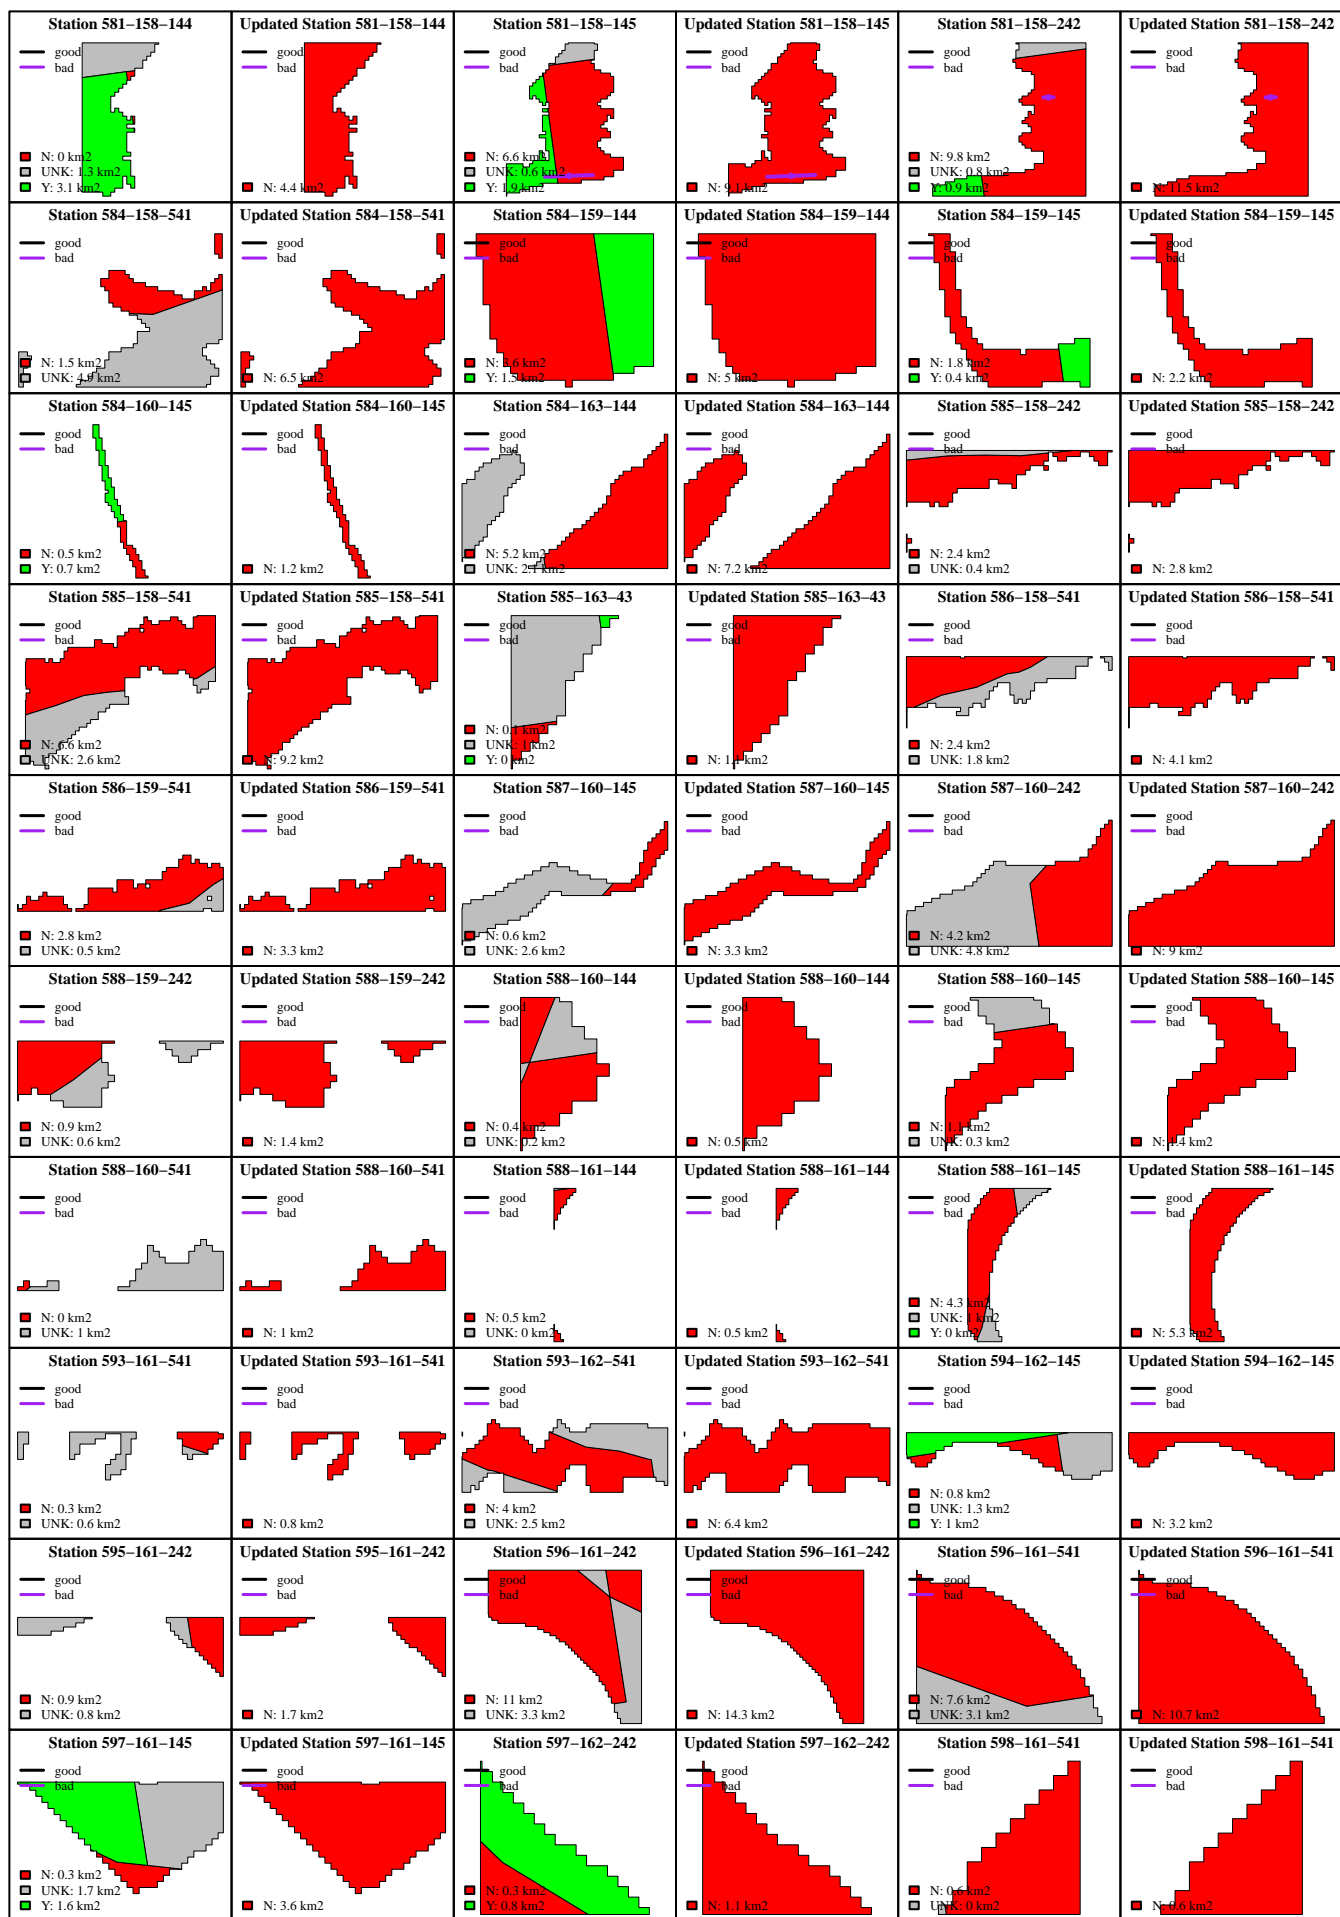 Station 581−158−144
good
bad
N: 0 km2
UNK: 1.3 km2
Y: 3.1 km2
Updated Station 581−158−144
good
bad
N: 4.4 km2
Station 581−158−145
good
bad
N: 6.6 km2
UNK: 0.6 km2
Y: 1.9 km2
Updated Station 581−158−145
good
bad
N: 9.1 km2
Station 581−158−242
good
bad
N: 9.8 km2
UNK: 0.8 km2
Y: 0.9 km2
Updated Station 581−158−242
good
bad
N: 11.5 km2
Station 584−158−541
good
bad
N: 1.5 km2
UNK: 4.9 km2
Updated Station 584−158−541
good
bad
N: 6.5 km2
Station 584−159−144
good
bad
N: 3.6 km2
Y: 1.5 km2
Updated Station 584−159−144
good
bad
N: 5 km2
Station 584−159−145
good
bad
N: 1.8 km2
Y: 0.4 km2
Updated Station 584−159−145
good
bad
N: 2.2 km2
Station 584−160−145
good
bad
N: 0.5 km2
Y: 0.7 km2
Updated Station 584−160−145
good
bad
N: 1.2 km2
Station 584−163−144
good
bad
N: 5.2 km2
UNK: 2.1 km2
Updated Station 584−163−144
good
bad
N: 7.2 km2
Station 585−158−242
good
bad
N: 2.4 km2
UNK: 0.4 km2
Updated Station 585−158−242
good
bad
N: 2.8 km2
Station 585−158−541
good
bad
N: 6.6 km2
UNK: 2.6 km2
Updated Station 585−158−541
good
bad
N: 9.2 km2
Station 585−163−43
good
bad
N: 0.1 km2
UNK: 1 km2
Y: 0 km2
Updated Station 585−163−43
good
bad
N: 1.1 km2
Station 586−158−541
good
bad
N: 2.4 km2
UNK: 1.8 km2
Updated Station 586−158−541
good
bad
N: 4.1 km2
Station 586−159−541
good
bad
N: 2.8 km2
UNK: 0.5 km2
Updated Station 586−159−541
good
bad
N: 3.3 km2
Station 587−160−145
good
bad
N: 0.6 km2
UNK: 2.6 km2
Updated Station 587−160−145
good
bad
N: 3.3 km2
Station 587−160−242
good
bad
N: 4.2 km2
UNK: 4.8 km2
Updated Station 587−160−242
good
bad
N: 9 km2
Station 588−159−242
good
bad
N: 0.9 km2
UNK: 0.6 km2
Updated Station 588−159−242
good
bad
N: 1.4 km2
Station 588−160−144
good
bad
N: 0.4 km2
UNK: 0.2 km2
Updated Station 588−160−144
good
bad
N: 0.5 km2
Station 588−160−145
good
bad
N: 1.1 km2
UNK: 0.3 km2
Updated Station 588−160−145
good
bad
N: 1.4 km2
Station 588−160−541
good
bad
N: 0 km2
UNK: 1 km2
Updated Station 588−160−541
good
bad
N: 1 km2
Station 588−161−144
good
bad
N: 0.5 km2
UNK: 0 km2
Updated Station 588−161−144
good
bad
N: 0.5 km2
Station 588−161−145
good
bad
N: 4.3 km2
UNK: 1 km2
Y: 0 km2
Updated Station 588−161−145
good
bad
N: 5.3 km2
Station 593−161−541
good
bad
N: 0.3 km2
UNK: 0.6 km2
Updated Station 593−161−541
good
bad
N: 0.8 km2
Station 593−162−541
good
bad
N: 4 km2
UNK: 2.5 km2
Updated Station 593−162−541
good
bad
N: 6.4 km2
Station 594−162−145
good
bad
N: 0.8 km2
UNK: 1.3 km2
Y: 1 km2
Updated Station 594−162−145
good
bad
N: 3.2 km2
Station 595−161−242
good
bad
N: 0.9 km2
UNK: 0.8 km2
Updated Station 595−161−242
good
bad
N: 1.7 km2
Station 596−161−242
good
bad
N: 11 km2
UNK: 3.3 km2
Updated Station 596−161−242
good
bad
N: 14.3 km2
Station 596−161−541
good
bad
N: 7.6 km2
UNK: 3.1 km2
Updated Station 596−161−541
good
bad
N: 10.7 km2
Station 597−161−145
good
bad
N: 0.3 km2
UNK: 1.7 km2
Y: 1.6 km2
Updated Station 597−161−145
good
bad
N: 3.6 km2
Station 597−162−242
good
bad
N: 0.3 km2
Y: 0.8 km2
Updated Station 597−162−242
good
bad
N: 1.1 km2
Station 598−161−541
good
bad
N: 0.6 km2
UNK: 0 km2
Updated Station 598−161−541
good
bad
N: 0.6 km2